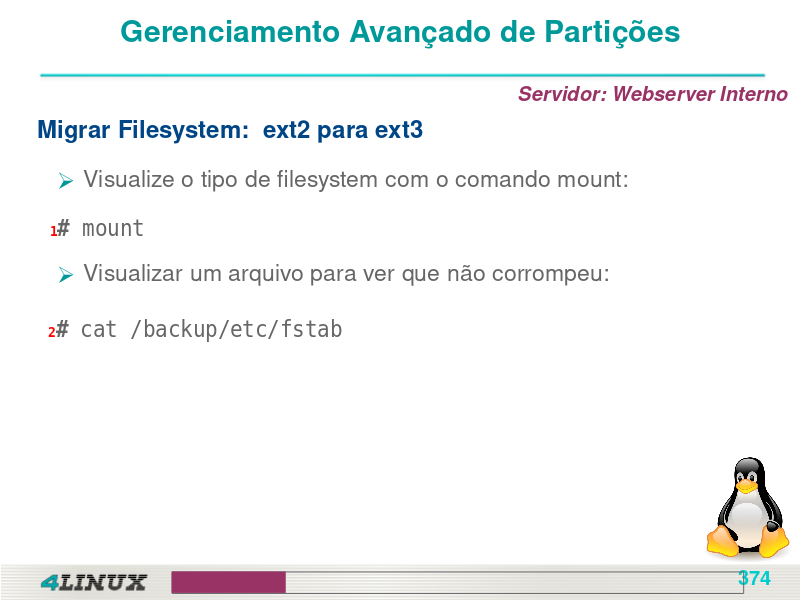 Gerenciamento Avançado de Partições
Servidor: Webserver Interno
Migrar Filesystem: ext2 para ext3
Visualize o tipo de filesystem com o comando mount:
1# mount
Visualizar um arquivo para ver que não corrompeu:
2# cat /backup/etc/fstab
4LINUX
374